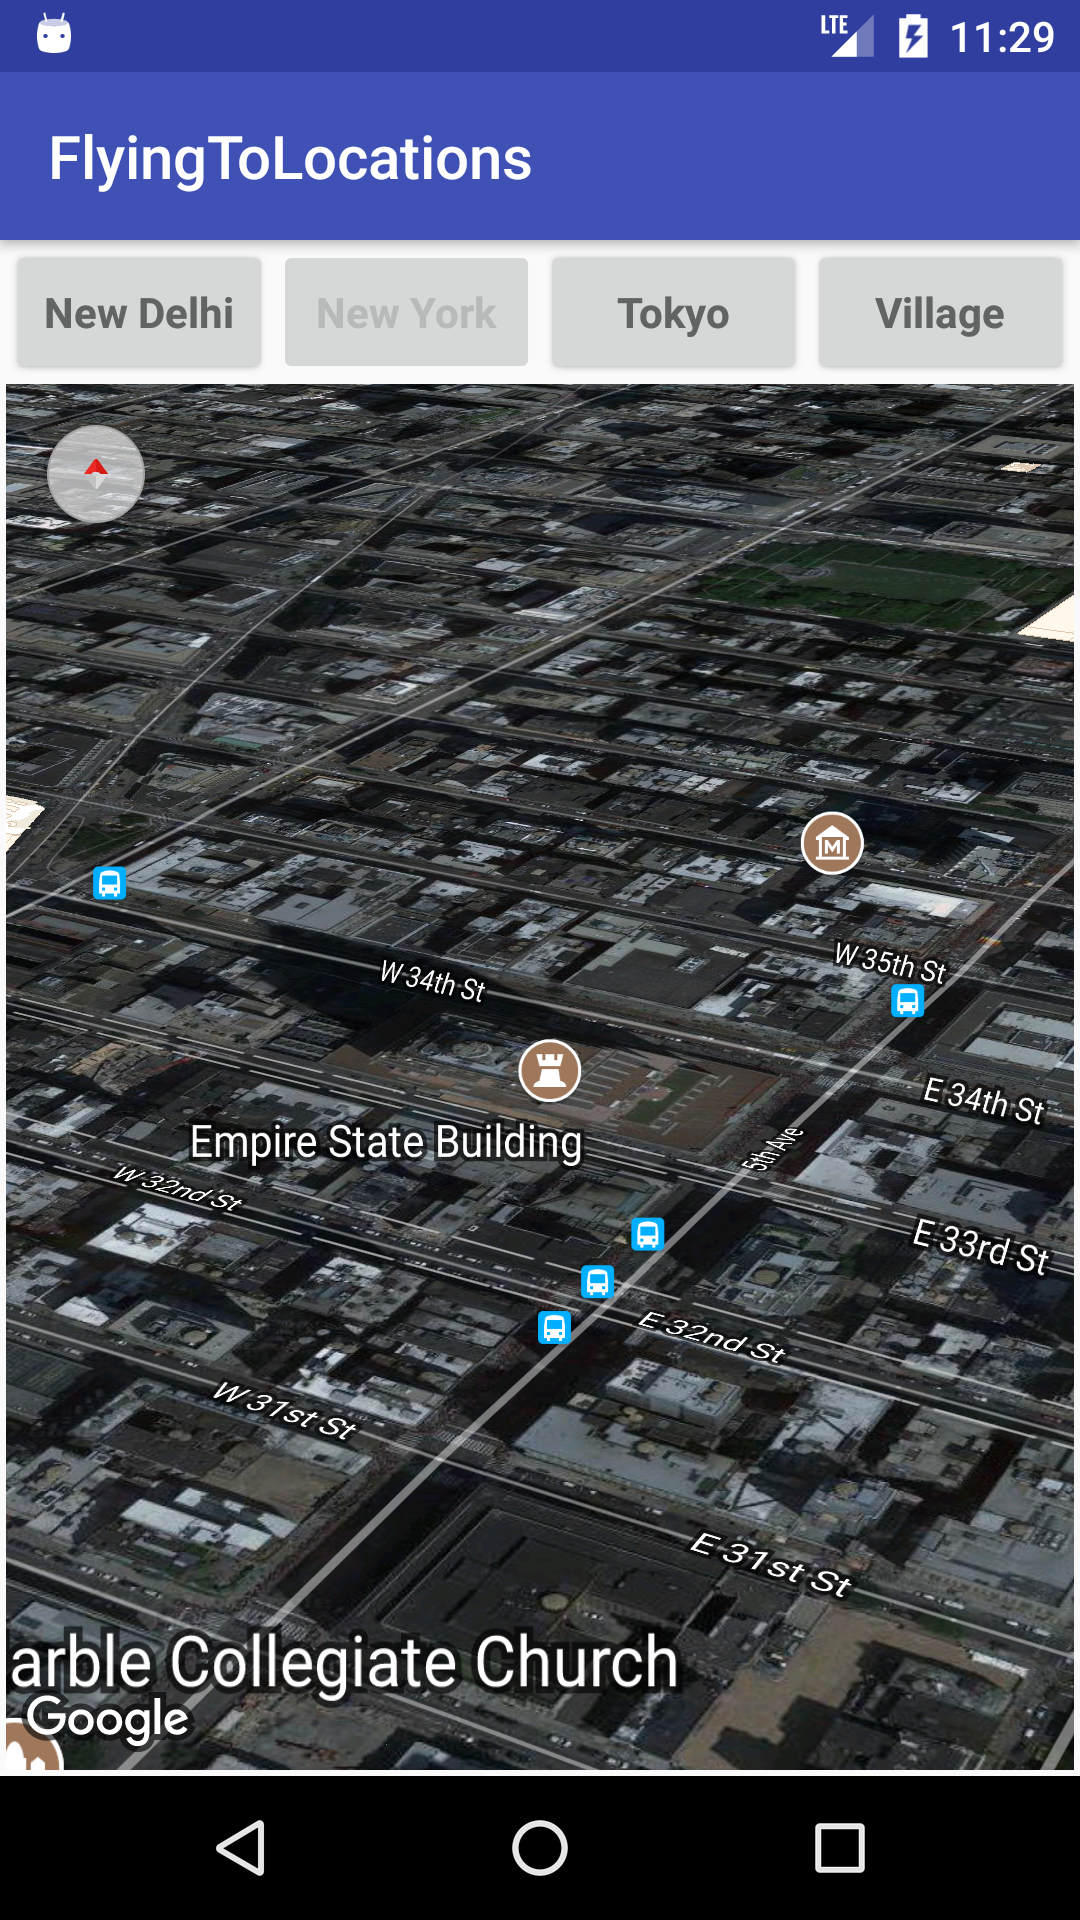 LTE 11:29
FlyingToLocations
New Delhi New York Tokyo Village
M
W 35th St
W 34th St
E 34th St
Empire State Building
5th Ave
W 32nd St
E 33rd St
E 32nd St
W 31st St
E 31st St
arble Collegiate Church
Google